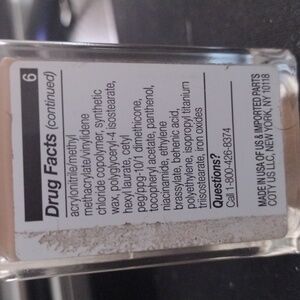 6
Drug Facts (continued)
acrylonitrile/methyl
methacrylate/vinylidene
chloride copolymer, synthetic
wax, polyglyceryl-4 isostearate,
hexyl laurate, cetyl
peg/ppg-10/1 dimethicone,
tocopheryl acetate, panthenol,
niacinamide, ethylene
brassylate, behenic acid,
polyethylene, isopropyl titanium
triisostearate, iron oxides
Questions?
Call 1-800-426-8374
MADE IN USA OF US & IMPORTED PARTS
COTY US LLC, NEW YORK, NY 10118